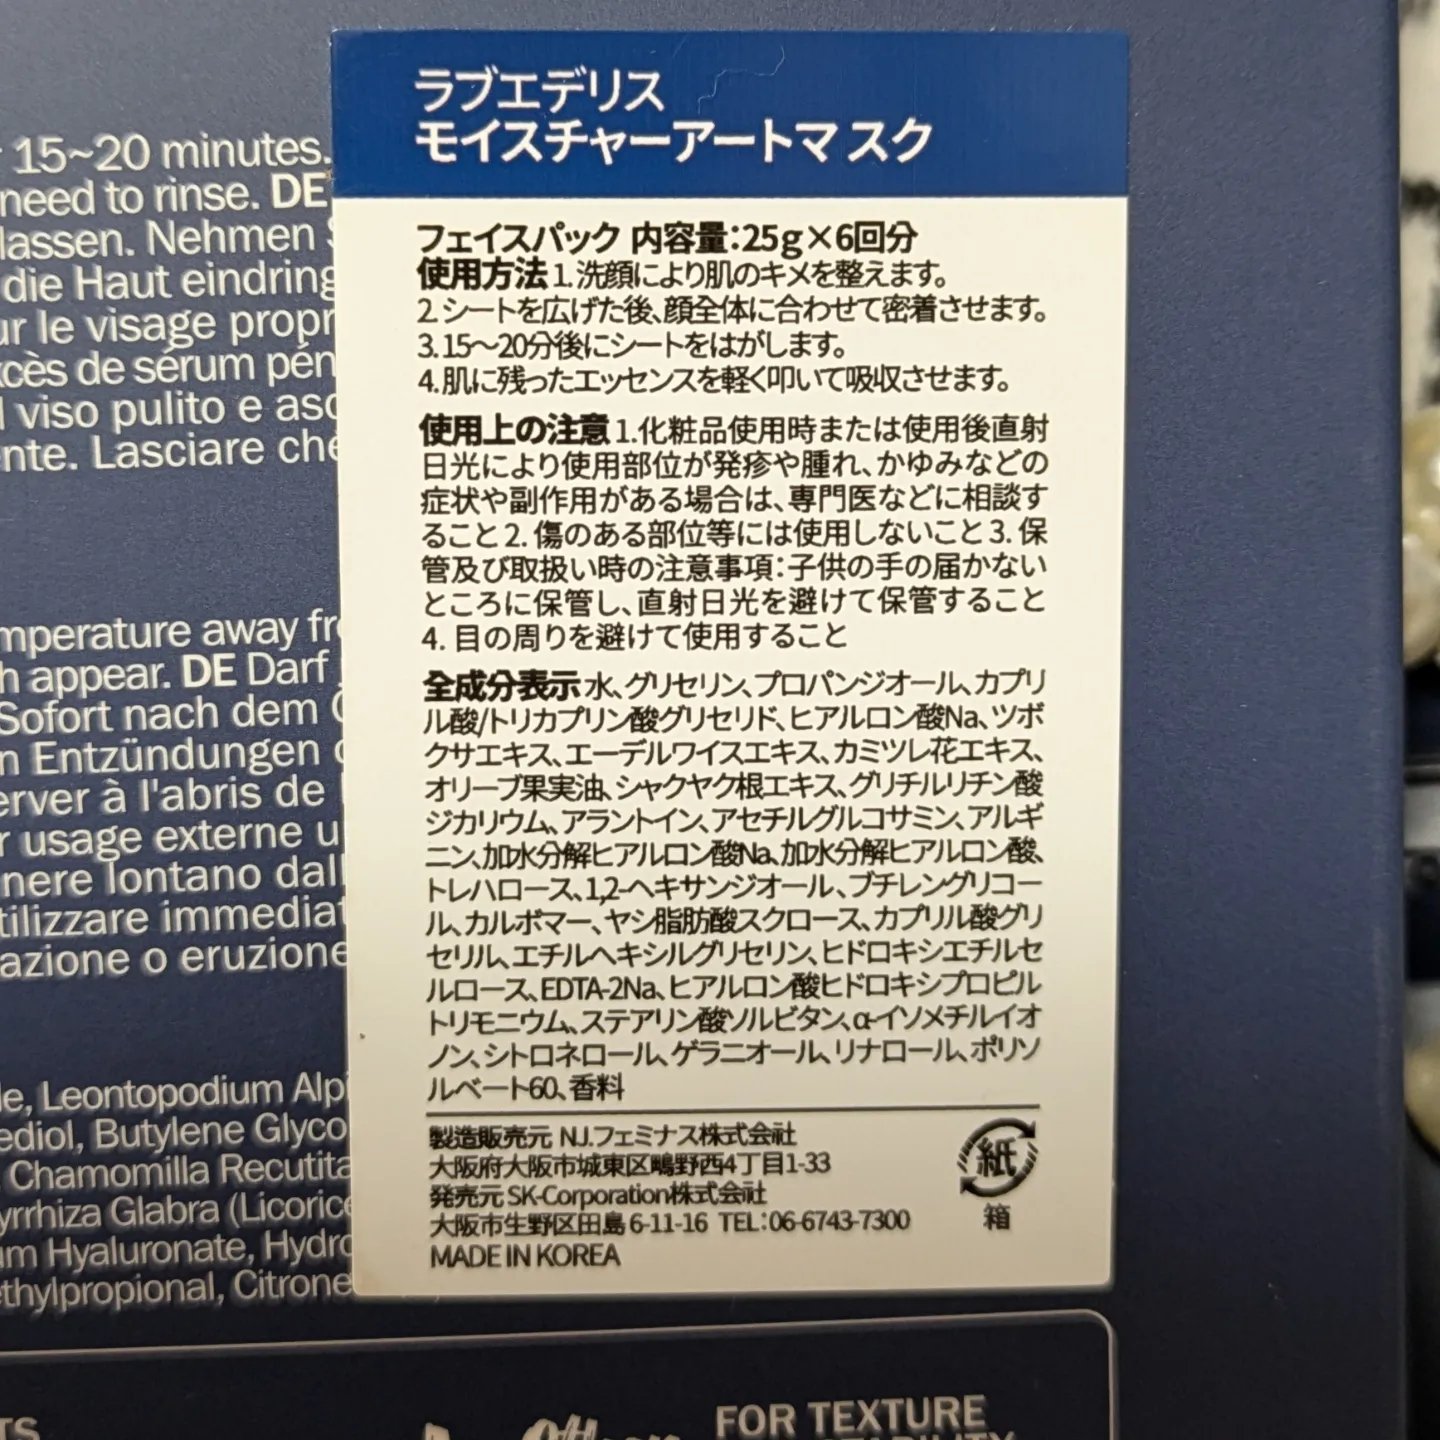 ラブエデリス
モイスチャーアートマスク
フェイスパック 内容量：25g×6回分
使用方法 1.洗顔により肌のキメを整えます。
2.シートを広げた後、顔全体に合わせて密着させます。
3.15〜20分後にシートをはがします。
4.肌に残ったエッセンスを軽く叩いて吸収させます。
使用上の注意 1.化粧品使用時または使用後直射
日光により使用部位が発疹や腫れ、かゆみなどの
症状や副作用がある場合は、専門医などに相談す
ること 2. 傷のある部位等には使用しないこと 3. 保
管及び取扱い時の注意事項：子供の手の届かない
ところに保管し、直射日光を避けて保管すること
4. 目の周りを避けて使用すること
全成分表示 水、グリセリン、プロパンジオール、カプリ
ル酸/トリカプリン酸グリセリド、ヒアルロン酸Na、ツボ
クサエキス、エーデルワイスエキス、カミツレ花エキス、
オリーブ果実油、シャクヤク根エキス、グリチルリチン酸
ジカリウム、アラントイン、アセチルグルコサミン、アルギ
ニン、加水分解ヒアルロン酸Na、加水分解ヒアルロン酸、
トレハロース、1,2-ヘキサンジオール、ブチレングリコー
ル、カルボマー、ヤシ脂肪酸スクロース、カプリル酸グリ
セリル、エチルヘキシルグリセリン、ヒドロキシエチルセ
ルロース、EDTA-2Na、ヒアルロン酸ヒドロキシプロピル
トリモニウム、ステアリン酸ソルビタン、α-イソメチルイオ
ノン、シトロネロール、ゲラニオール、リナロール、ポリソ
ルベート60、香料
製造販売元 N.J.フェミナス株式会社
大阪府大阪市城東区鴫野西4丁目1-33
発売元 SK-Corporation株式会社
大阪市生野区田島6-11-16 TEL：06-6743-7300
MADE IN KOREA
紙
箱
15~20 minutes.
need to rinse. DE
lassen. Nehmen
die Haut eindring
ur le visage propr
xcès de sérum pén
viso pulito e asc
nte. Lasciare che
mperature away fr
h appear. DE Darf
Sofort nach dem
n Entzündungen
erver à l'abris de
r usage externe u
nere lontano dall
tilizzare immediat
azione o eruzione
le, Leontopodium Alpi
ediol, Butylene Glyco
Chamomilla Recutita
yrrhiza Glabra (Licorice
um Hyaluronate, Hydro
ethylpropional, Citrone
TS
FOR TEXTURE